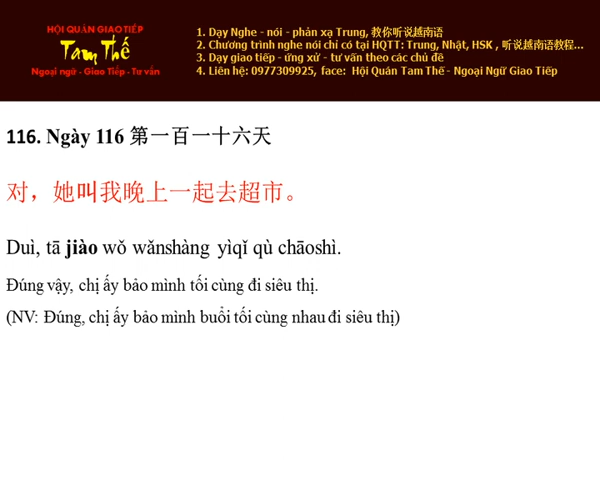 HỘI QUÁN GIAO TIẾP
Tam Thế
Ngoại ngữ - Giao Tiếp - Tư vấn
1. Dạy Nghe - nói - phản xạ Trung, 教你听说越南语
2. Chương trình nghe nói chỉ có tại HQTT: Trung, Nhật, HSK , 听说越南语教程...
3. Dạy giao tiếp - ứng xử - tư vấn theo các chủ đề
4. Liên hệ: 0977309925, face: Hội Quán Tam Thế - Ngoại Ngữ Giao Tiếp
116. Ngày 116 第一百一十六天
对，她叫我晚上一起去超市。
Duì, tā jiào wǒ wǎnshàng yìqǐ qù chāoshì.
Đúng vậy, chị ấy bảo mình tối cùng đi siêu thị.
(NV: Đúng, chị ấy bảo mình buổi tối cùng nhau đi siêu thị)